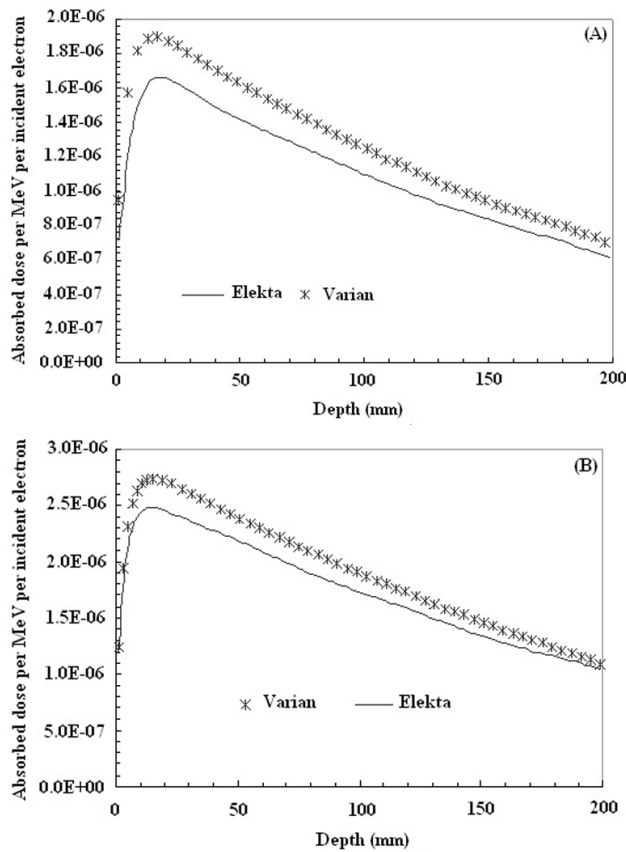 (A)
Absorbed dose per MeV per incident electron
2.0E-06
1.8E-06
1.6E-06
1.4E-06
1.2E-06
1.0E-06
8.0E-07
6.0E-07
4.0E-07
2.0E-07
0.0E+00
Elekta Varian
0 50 100 150 200
Depth (mm)
(B)
Absorbed dose per MeV per incident electron
3.0E-06
2.5E-06
2.0E-06
1.5E-06
1.0E-06
5.0E-07
0.0E+00
Varian Elekta
0 50 100 150 200
Depth (mm)